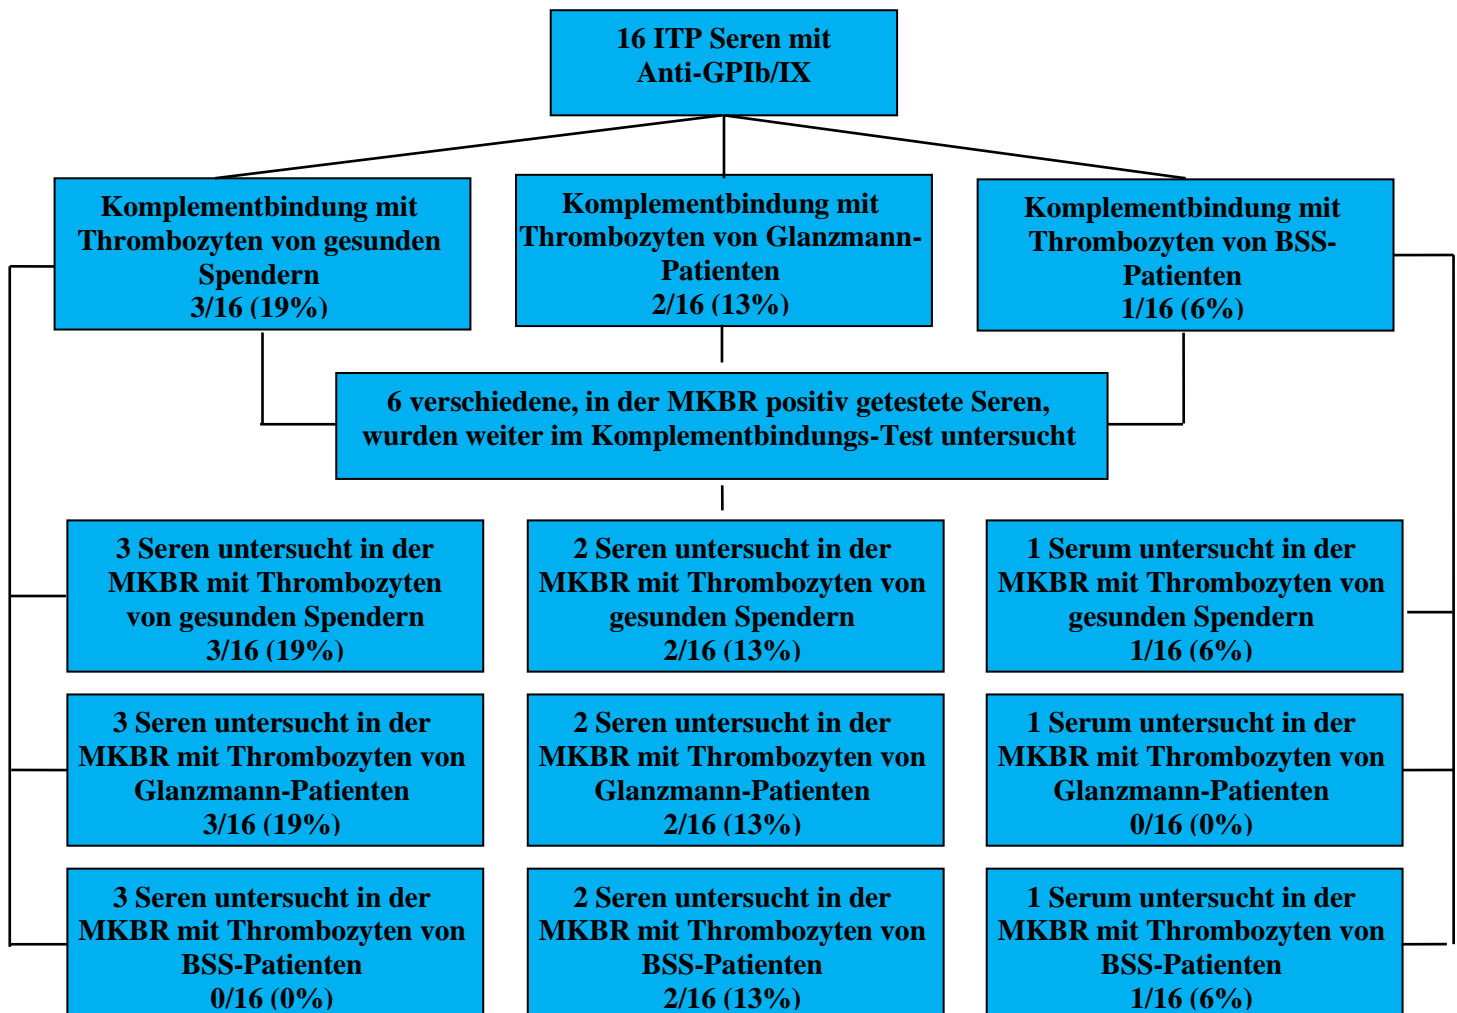 16 ITP Seren mit
Anti-GPIb/IX
Komplementbindung mit
Thrombozyten von gesunden
Spendern
3/16 (19%)
Komplementbindung mit
Thrombozyten von Glanzmann-
Patienten
2/16 (13%)
Komplementbindung mit
Thrombozyten von BSS-
Patienten
1/16 (6%)
6 verschiedene, in der MKBR positiv getestete Seren,
wurden weiter im Komplementbindungs-Test untersucht
3 Seren untersucht in der
MKBR mit Thrombozyten
von gesunden Spendern
3/16 (19%)
2 Seren untersucht in der
MKBR mit Thrombozyten von
gesunden Spendern
2/16 (13%)
1 Serum untersucht in der
MKBR mit Thrombozyten von
gesunden Spendern
1/16 (6%)
3 Seren untersucht in der
MKBR mit Thrombozyten von
Glanzmann-Patienten
3/16 (19%)
2 Seren untersucht in der
MKBR mit Thrombozyten von
Glanzmann-Patienten
2/16 (13%)
1 Serum untersucht in der
MKBR mit Thrombozyten von
Glanzmann-Patienten
0/16 (0%)
3 Seren untersucht in der
MKBR mit Thrombozyten von
BSS-Patienten
0/16 (0%)
2 Seren untersucht in der
MKBR mit Thrombozyten von
BSS-Patienten
2/16 (13%)
1 Serum untersucht in der
MKBR mit Thrombozyten von
BSS-Patienten
1/16 (6%)